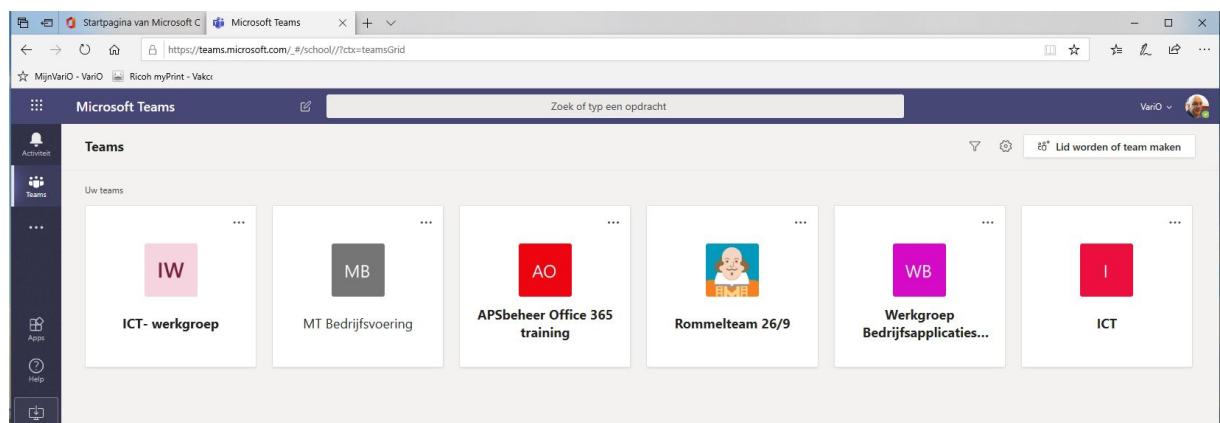 Startpagina van Microsoft C
Microsoft Teams
https://teams.microsoft.com/_#/school//?ctx=teamsGrid
MijnVariO - VariO
Ricoh myPrint - Vakcι
Microsoft Teams
Zoek of typ een opdracht
VariO
Activiteit
Teams
Apps
Help
Teams
Lid worden of team maken
Uw teams
IW
ICT- werkgroep
MB
MT Bedrijfsvoering
AO
APSbeheer Office 365
training
Rommelteam 26/9
WB
Werkgroep
Bedrijfsapplicaties...
I
ICT